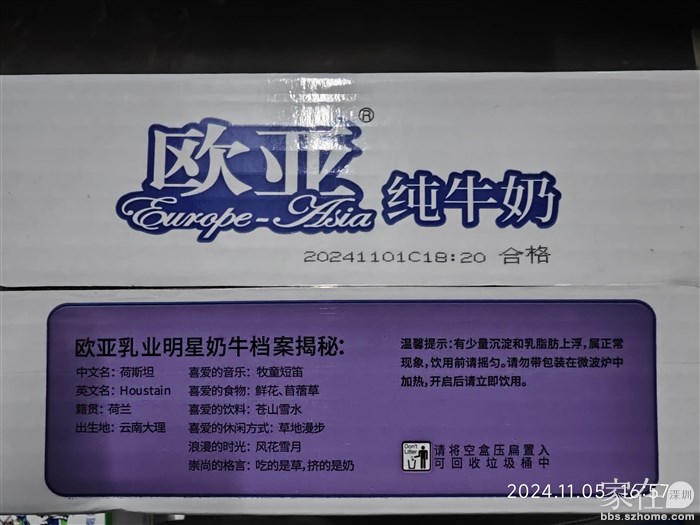 欧亚®
Europe-Asia 纯牛奶
20241101C18:20 合格
欧亚乳业明星奶牛档案揭秘:
中文名：荷斯坦
英文名：Houstain
籍贯：荷兰
出生地：云南大理
喜爱的音乐：牧童短笛
喜爱的食物：鲜花、苜蓿草
喜爱的饮料：苍山雪水
喜爱的休闲方式：草地漫步
浪漫的时光：风花雪月
崇尚的格言：吃的是草,挤的是奶
温馨提示：有少量沉淀和乳脂肪上浮,属正常
现象,饮用前请摇匀。请勿带包装在微波炉中
加热,开启后请立即饮用。
Don't
Litter
请将空盒压扁置入
可回收垃圾桶中
2024.11.05 16:57
家在深圳
bbs.szhome.com